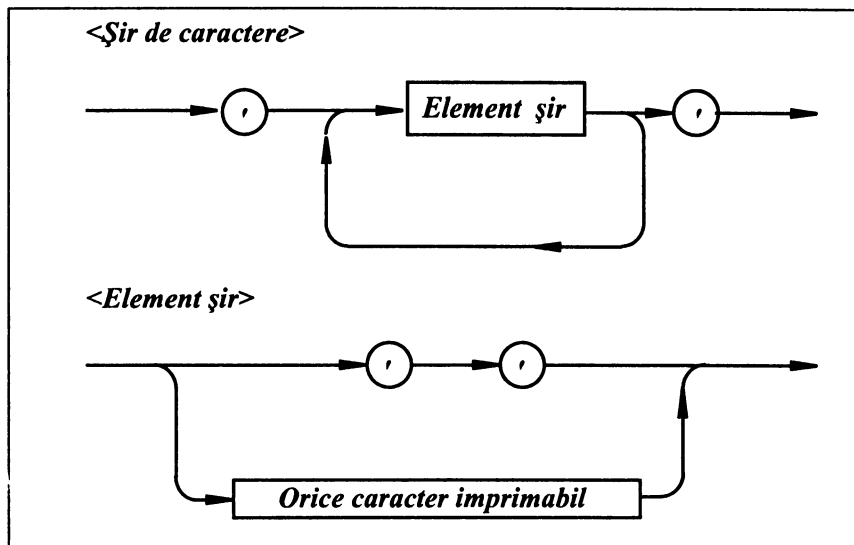 <Şir de caractere>
' Element şir '
<Element şir>
' '
Orice caracter imprimabil